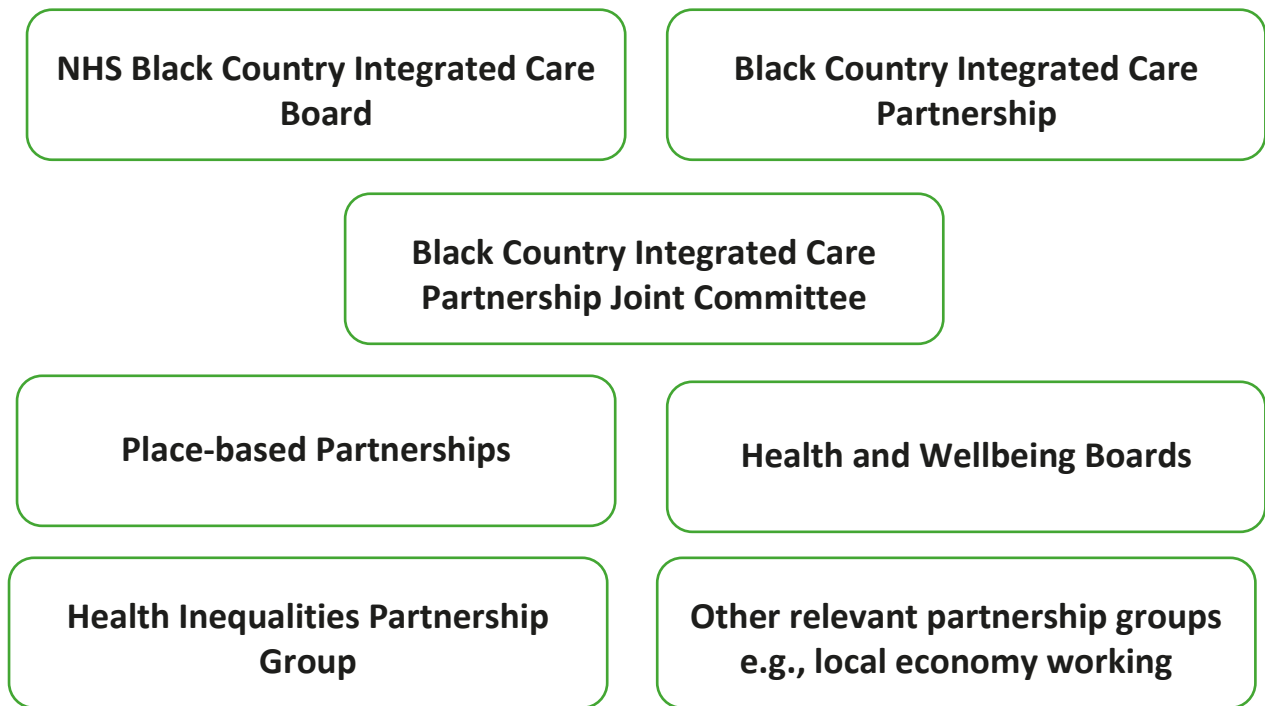 NHS Black Country Integrated Care
Board
Black Country Integrated Care
Partnership
Black Country Integrated Care
Partnership Joint Committee
Place-based Partnerships
Health and Wellbeing Boards
Health Inequalities Partnership
Group
Other relevant partnership groups
e.g., local economy working